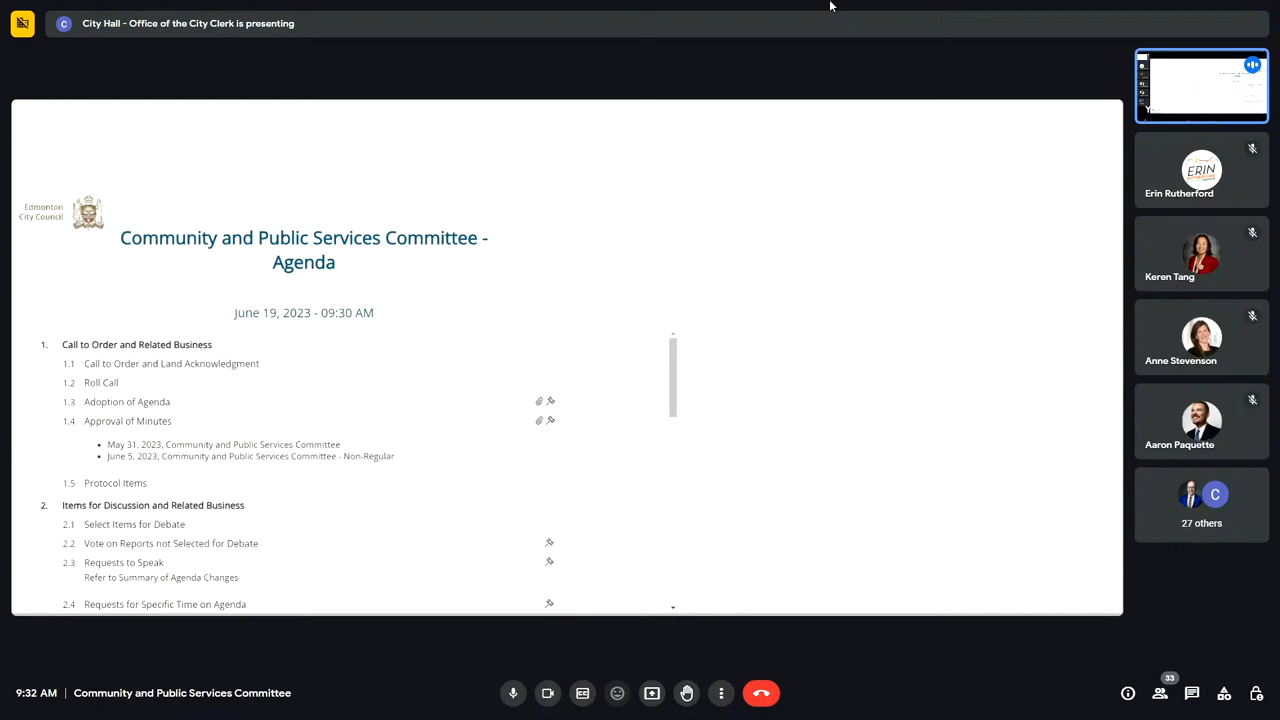 City Hall - Office of the City Clerk is presenting
C
Edmonton
City Council
Community and Public Services Committee -
Agenda
June 19, 2023 - 09:30 AM
1. Call to Order and Related Business
1.1 Call to Order and Land Acknowledgment
1.2 Roll Call
1.3 Adoption of Agenda
1.4 Approval of Minutes
• May 31, 2023, Community and Public Services Committee
• June 5, 2023, Community and Public Services Committee - Non-Regular
1.5 Protocol Items
2. Items for Discussion and Related Business
2.1 Select Items for Debate
2.2 Vote on Reports not Selected for Debate
2.3 Requests to Speak
Refer to Summary of Agenda Changes
2.4 Requests for Specific Time on Agenda
ERIN
Erin Rutherford
Keren Tang
Anne Stevenson
Aaron Paquette
C
27 others
9:32 AM | Community and Public Services Committee
33